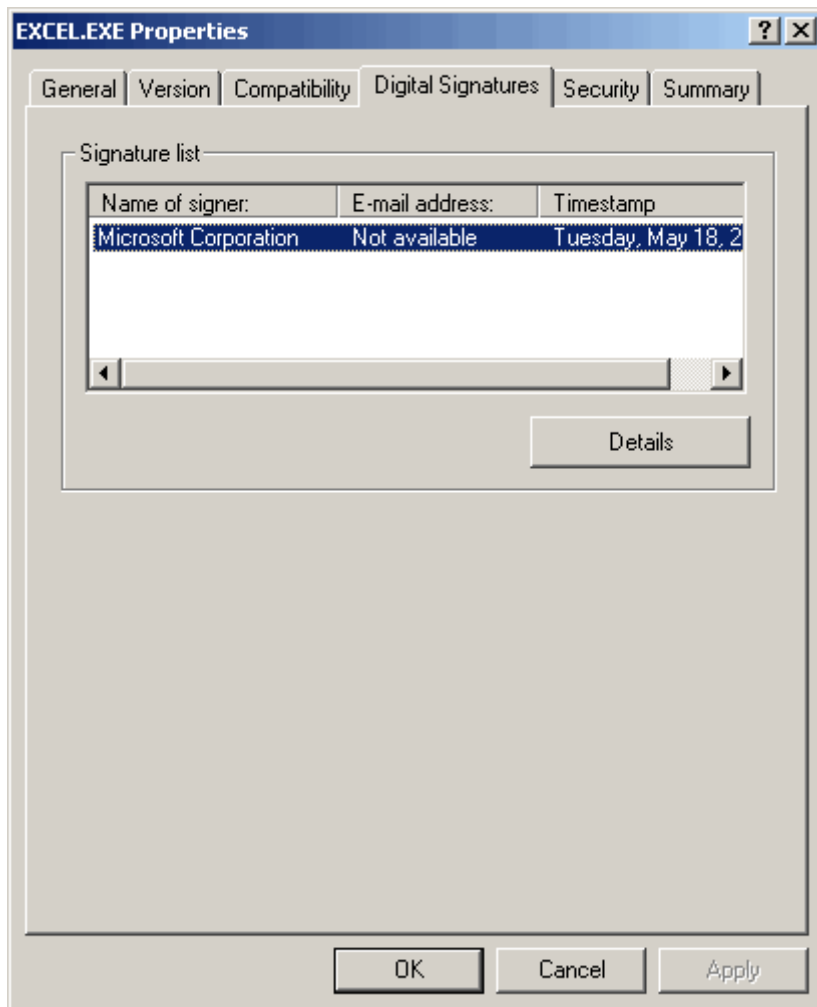 EXCEL.EXE Properties
General Version Compatibility Digital Signatures Security Summary
Signature list
Name of signer: E-mail address: Timestamp
Microsoft Corporation Not available Tuesday, May 18, 2
Details
OK Cancel Apply